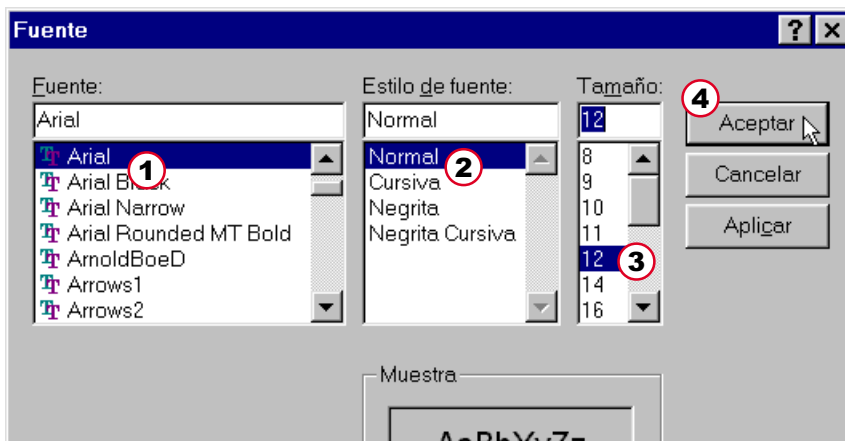 Fuente
? ×
Fuente:
Estilo de fuente:
Tamaño:
Arial
Normal
12
4
Aceptar
Arial
Arial Black
Arial Narrow
Arial Rounded MT Bold
ArnoldBoeD
Arrows1
Arrows2
1
Normal
Cursiva
Negrita
Negrita Cursiva
2
8
9
10
11
12
14
16
3
Cancelar
Aplicar
Muestra
AaBbYyZz